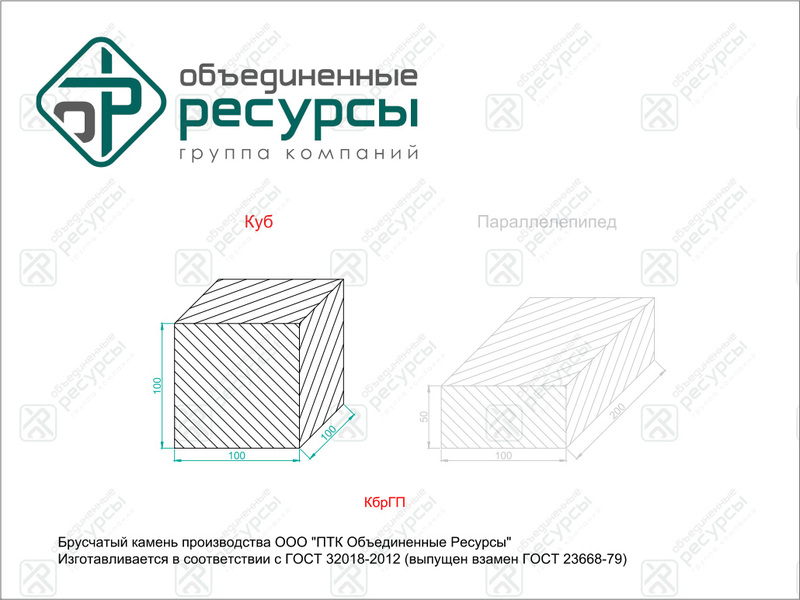 объединенные
ресурсы
группа компаний
Куб
Параллелепипед
100
100
100
50
200
100
КбрГП
Брусчатый камень производства ООО "ПТК Объединенные Ресурсы"
Изготавливается в соответствии с ГОСТ 32018-2012 (выпущен взамен ГОСТ 23668-79)